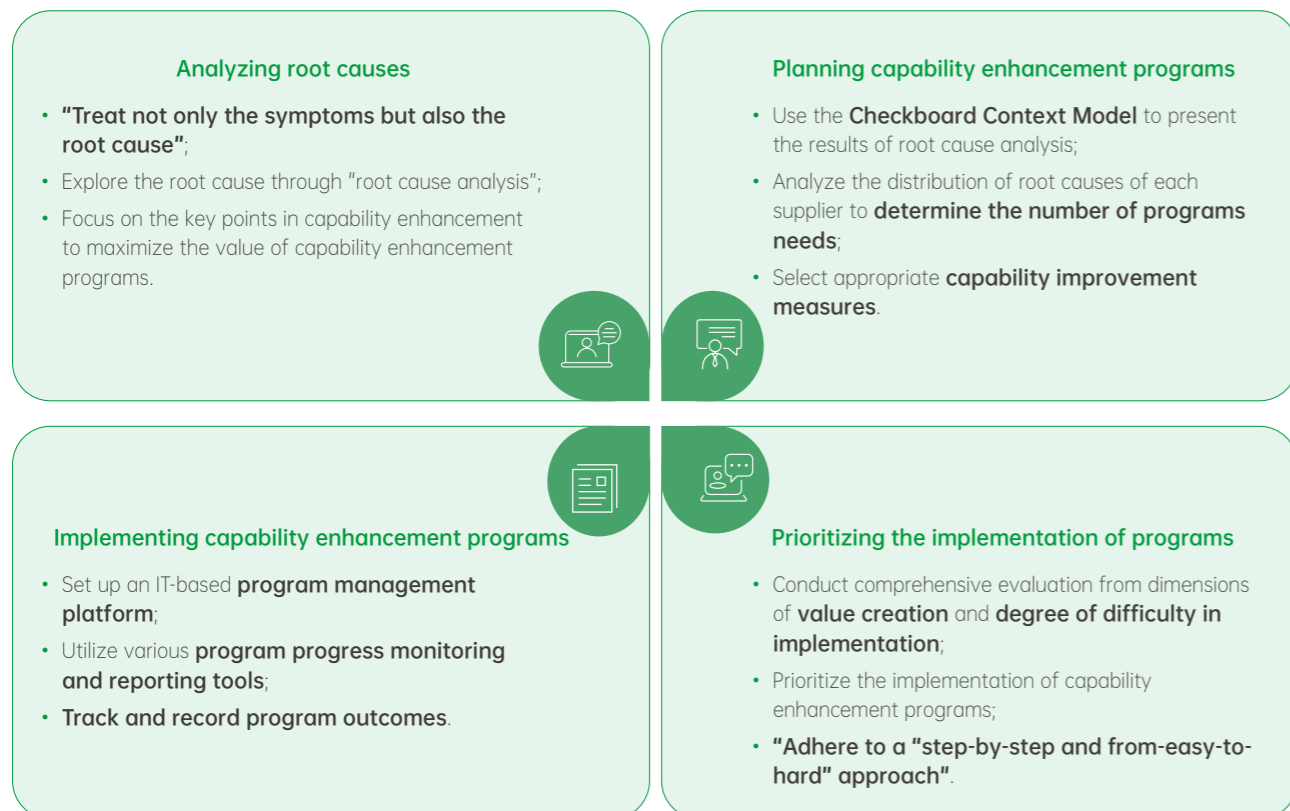 Analyzing root causes
• "Treat not only the symptoms but also the
root cause";
• Explore the root cause through "root cause analysis";
• Focus on the key points in capability enhancement
to maximize the value of capability enhancement
programs.
Planning capability enhancement programs
• Use the Checkboard Context Model to present
the results of root cause analysis;
• Analyze the distribution of root causes of each
supplier to determine the number of programs
needs;
• Select appropriate capability improvement
measures.
Implementing capability enhancement programs
• Set up an IT-based program management
platform;
• Utilize various program progress monitoring
and reporting tools;
• Track and record program outcomes.
Prioritizing the implementation of programs
• Conduct comprehensive evaluation from dimensions
of value creation and degree of difficulty in
implementation;
• Prioritize the implementation of capability
enhancement programs;
• "Adhere to a "step-by-step and from-easy-to-
hard" approach".